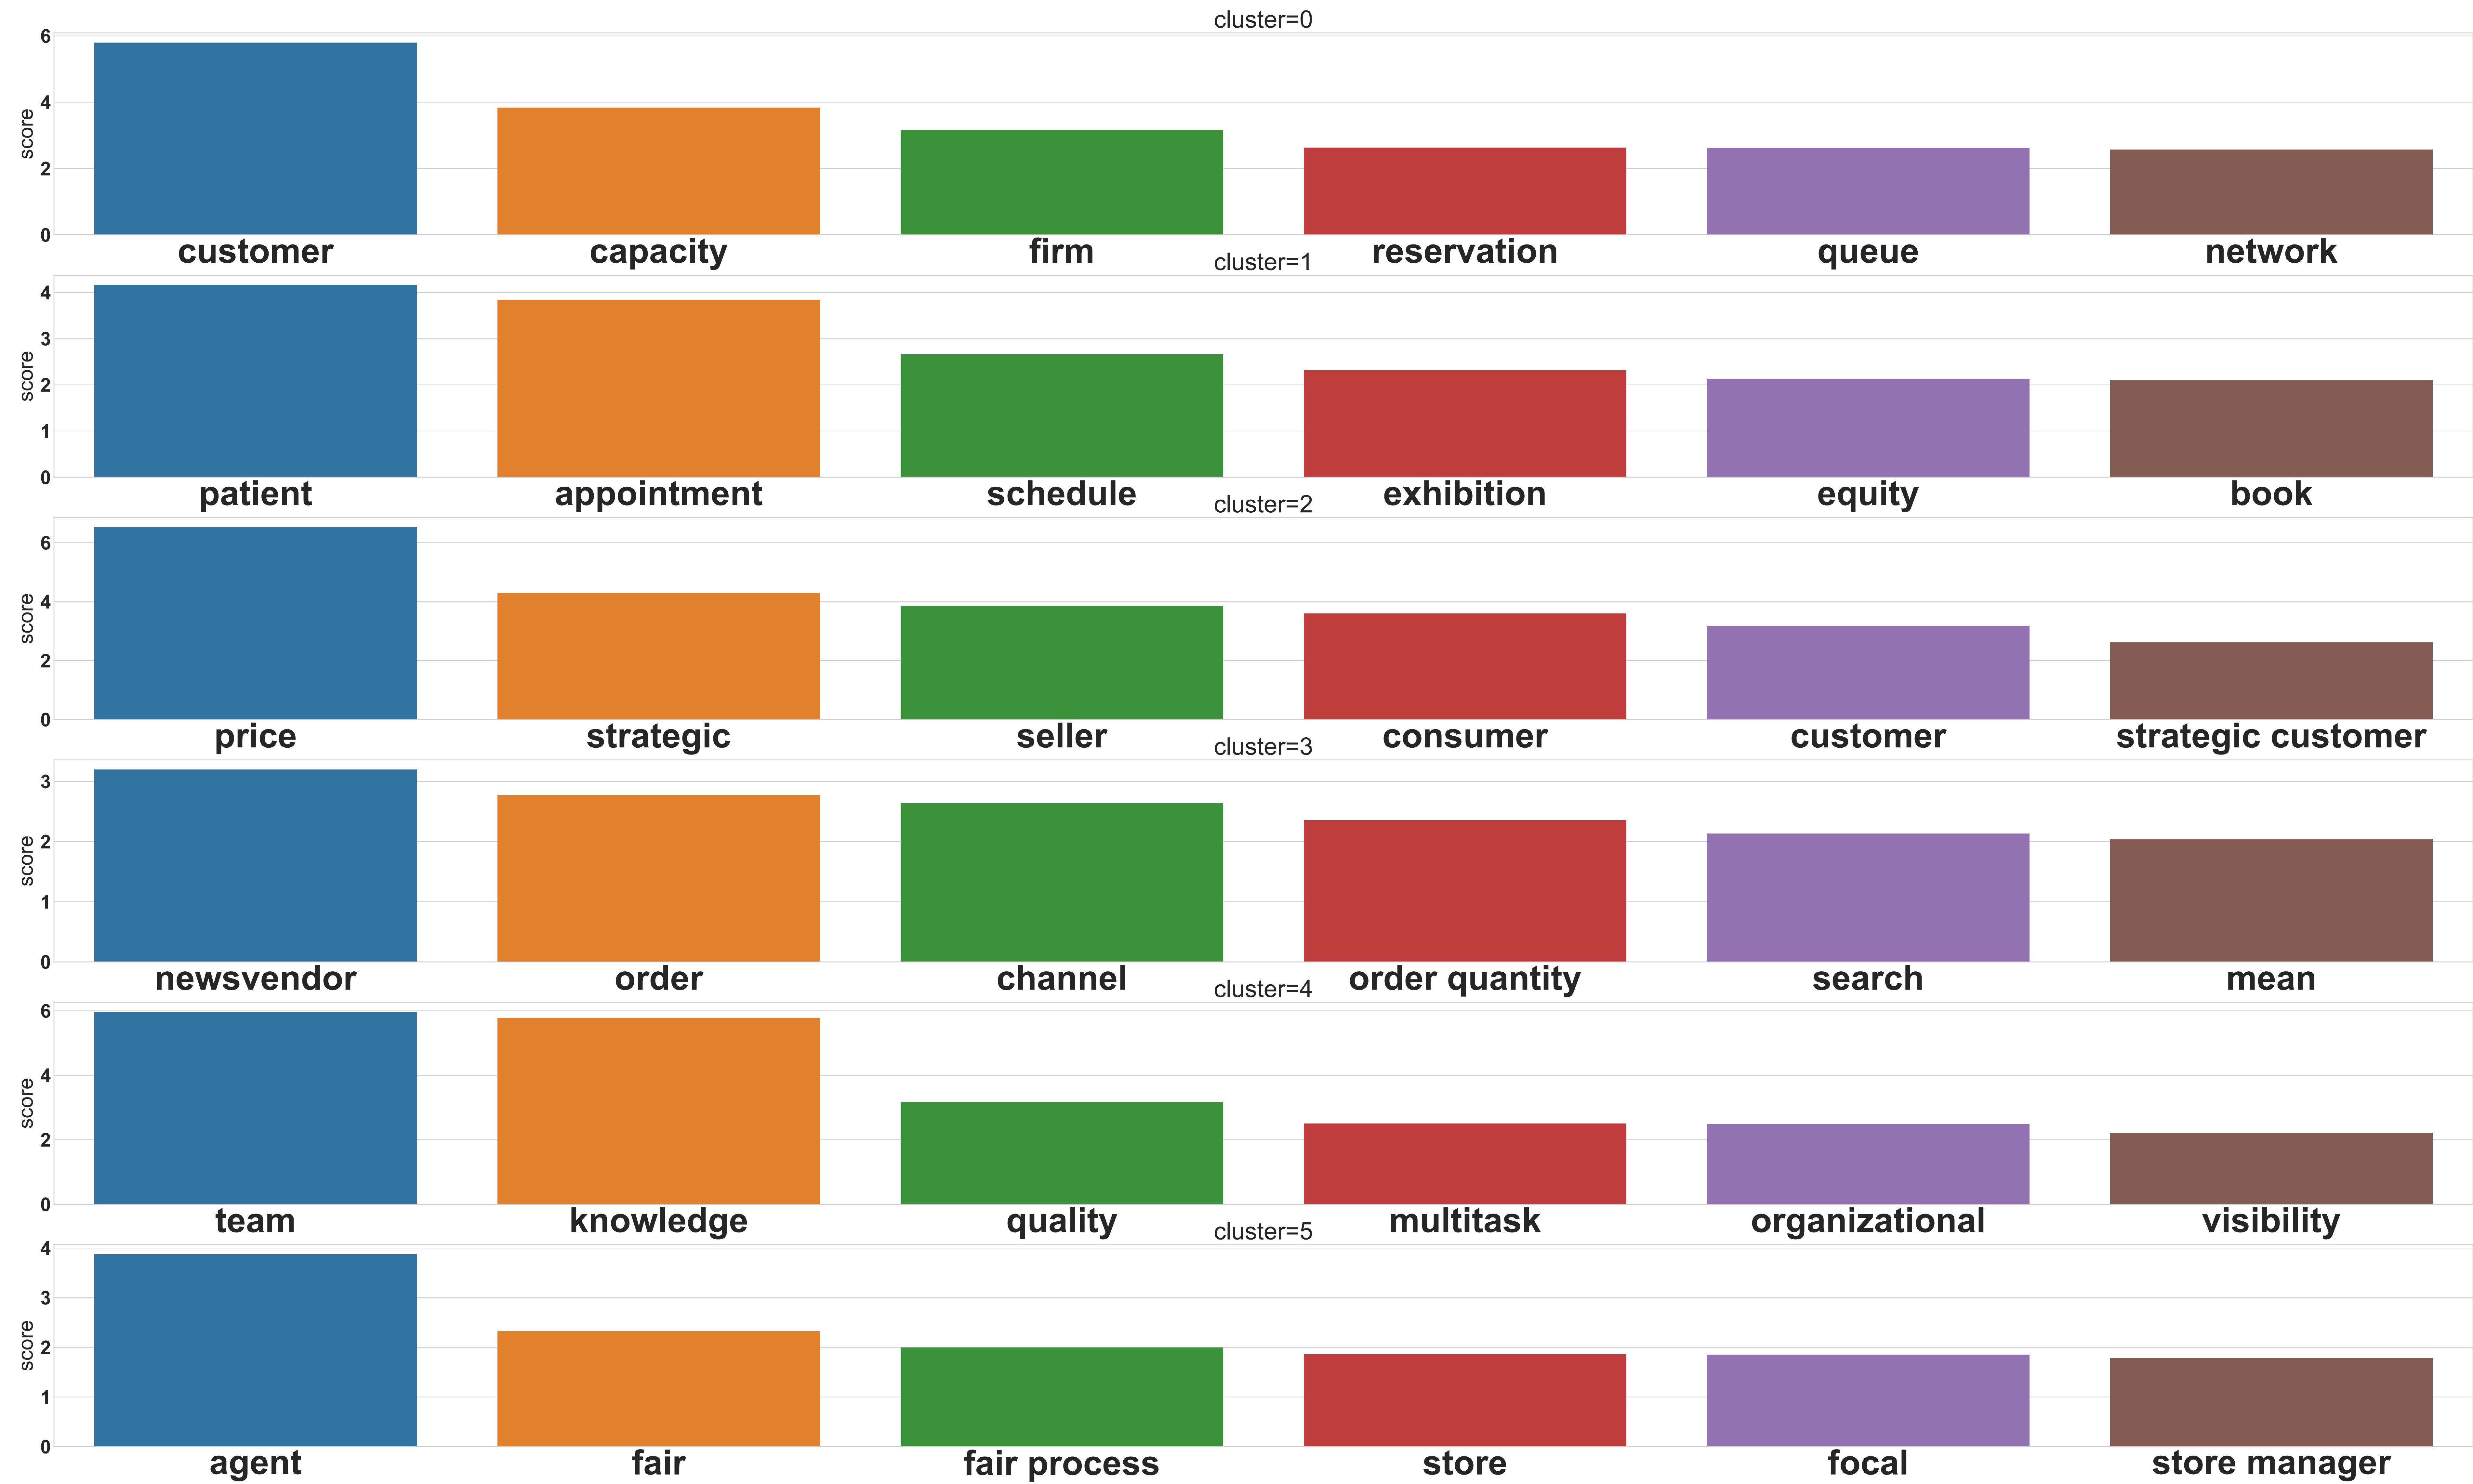 cluster=0
6
4
2
0
score
customer capacity firm reservation queue network
cluster=1
4
3
2
1
0
score
patient appointment schedule exhibition equity book
cluster=2
6
4
2
0
score
price strategic seller consumer customer strategic customer
cluster=3
3
2
1
0
score
newsvendor order channel order quantity search mean
cluster=4
6
4
2
0
score
team knowledge quality multitask organizational visibility
cluster=5
4
3
2
1
0
score
agent fair fair process store focal store manager